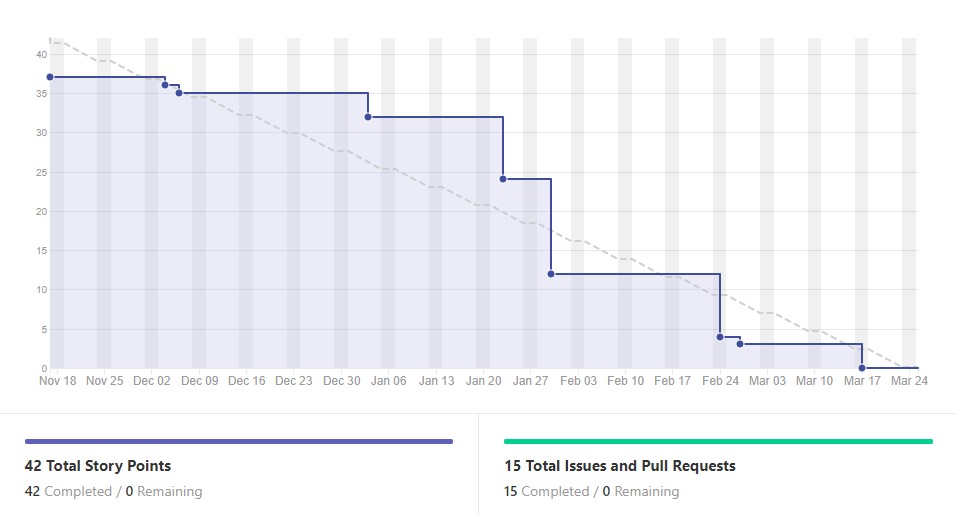 40
35
30
25
20
15
10
5
0
Nov 18 Nov 25 Dec 02 Dec 09 Dec 16 Dec 23 Dec 30 Jan 06 Jan 13 Jan 20 Jan 27 Feb 03 Feb 10 Feb 17 Feb 24 Mar 03 Mar 10 Mar 17 Mar 24
42 Total Story Points
42 Completed / 0 Remaining
15 Total Issues and Pull Requests
15 Completed / 0 Remaining